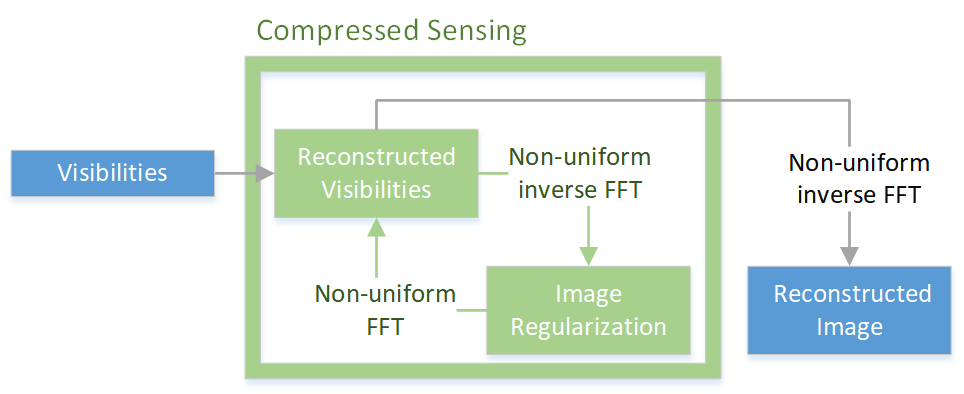 Compressed Sensing
Visibilities
Reconstructed
Visibilities
Non-uniform
inverse FFT
Non-uniform
FFT
Image
Regularization
Non-uniform
inverse FFT
Reconstructed
Image